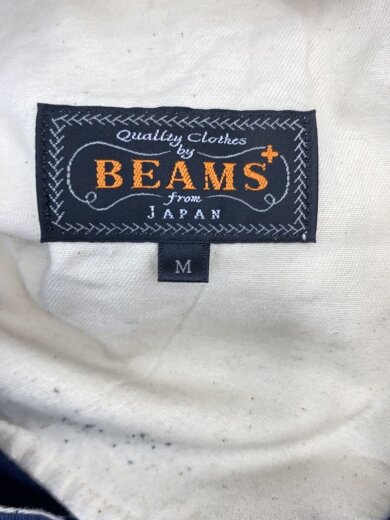 Quality Clothes
by
BEAMS+
from
JAPAN
M